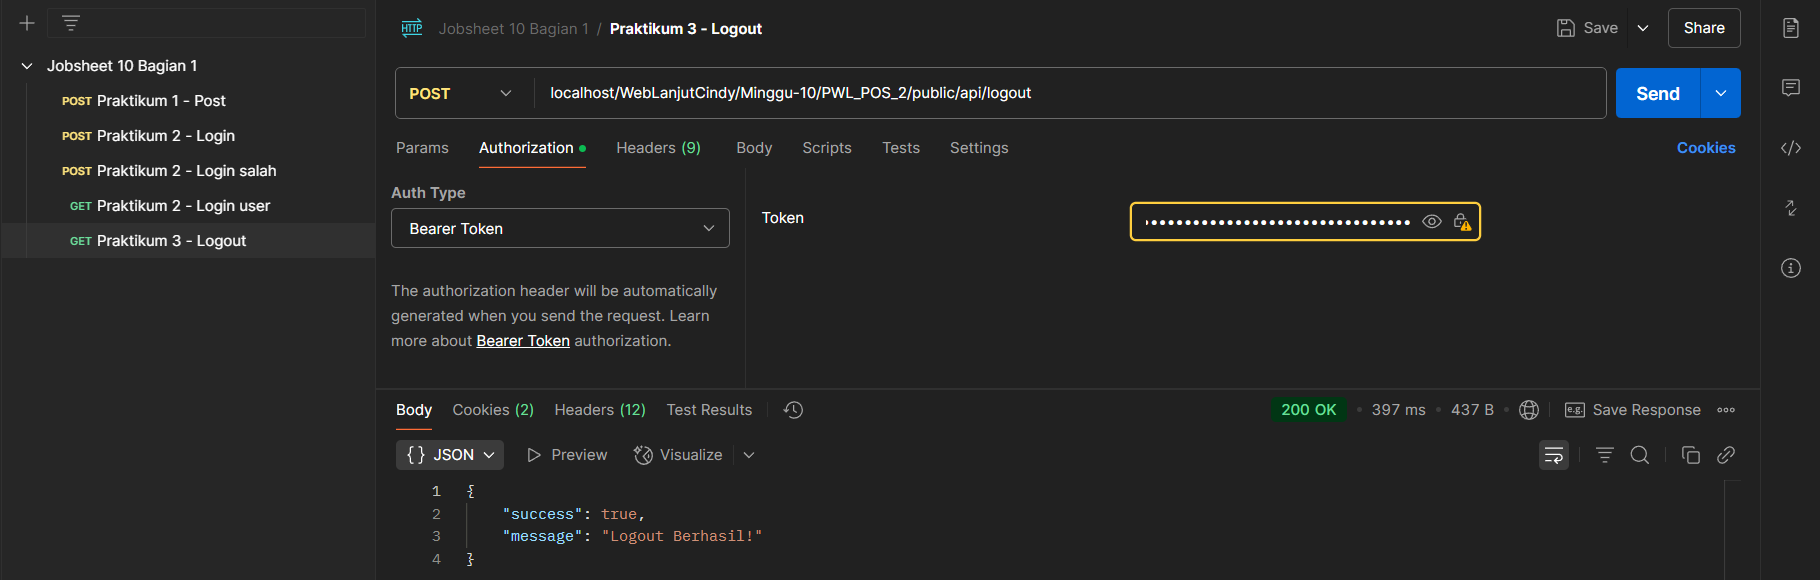 Jobsheet 10 Bagian 1
POST Praktikum 1 - Post
POST Praktikum 2 - Login
POST Praktikum 2 - Login salah
GET Praktikum 2 - Login user
GET Praktikum 3 - Logout
HTTP Jobsheet 10 Bagian 1 / Praktikum 3 - Logout
Save
Share
POST localhost/WebLanjutCindy/Minggu-10/PWL_POS_2/public/api/logout
Send
Params Authorization Headers (9) Body Scripts Tests Settings
Cookies
Auth Type
Bearer Token
The authorization header will be automatically
generated when you send the request. Learn
more about Bearer Token authorization.
Token
••••••••••••••••••••••••••••••
Body Cookies (2) Headers (12) Test Results
200 OK • 397 ms • 437 B • e.g. Save Response
{} JSON Preview Visualize
1 {
2 "success": true,
3 "message": "Logout Berhasil!"
4 }